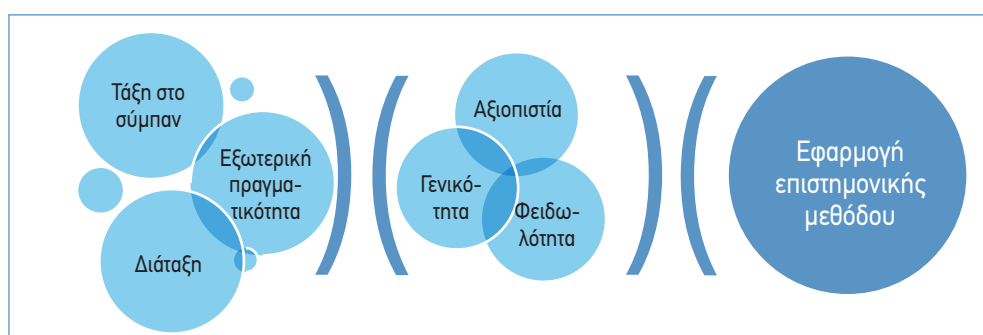 Τάξη στο
σύμπαν
Εξωτερική
πραγμα-
τικότητα
Διάταξη
Αξιοπιστία
Γενικό-
τητα
Φειδω-
λότητα
Εφαρμογή
επιστημονικής
μεθόδου